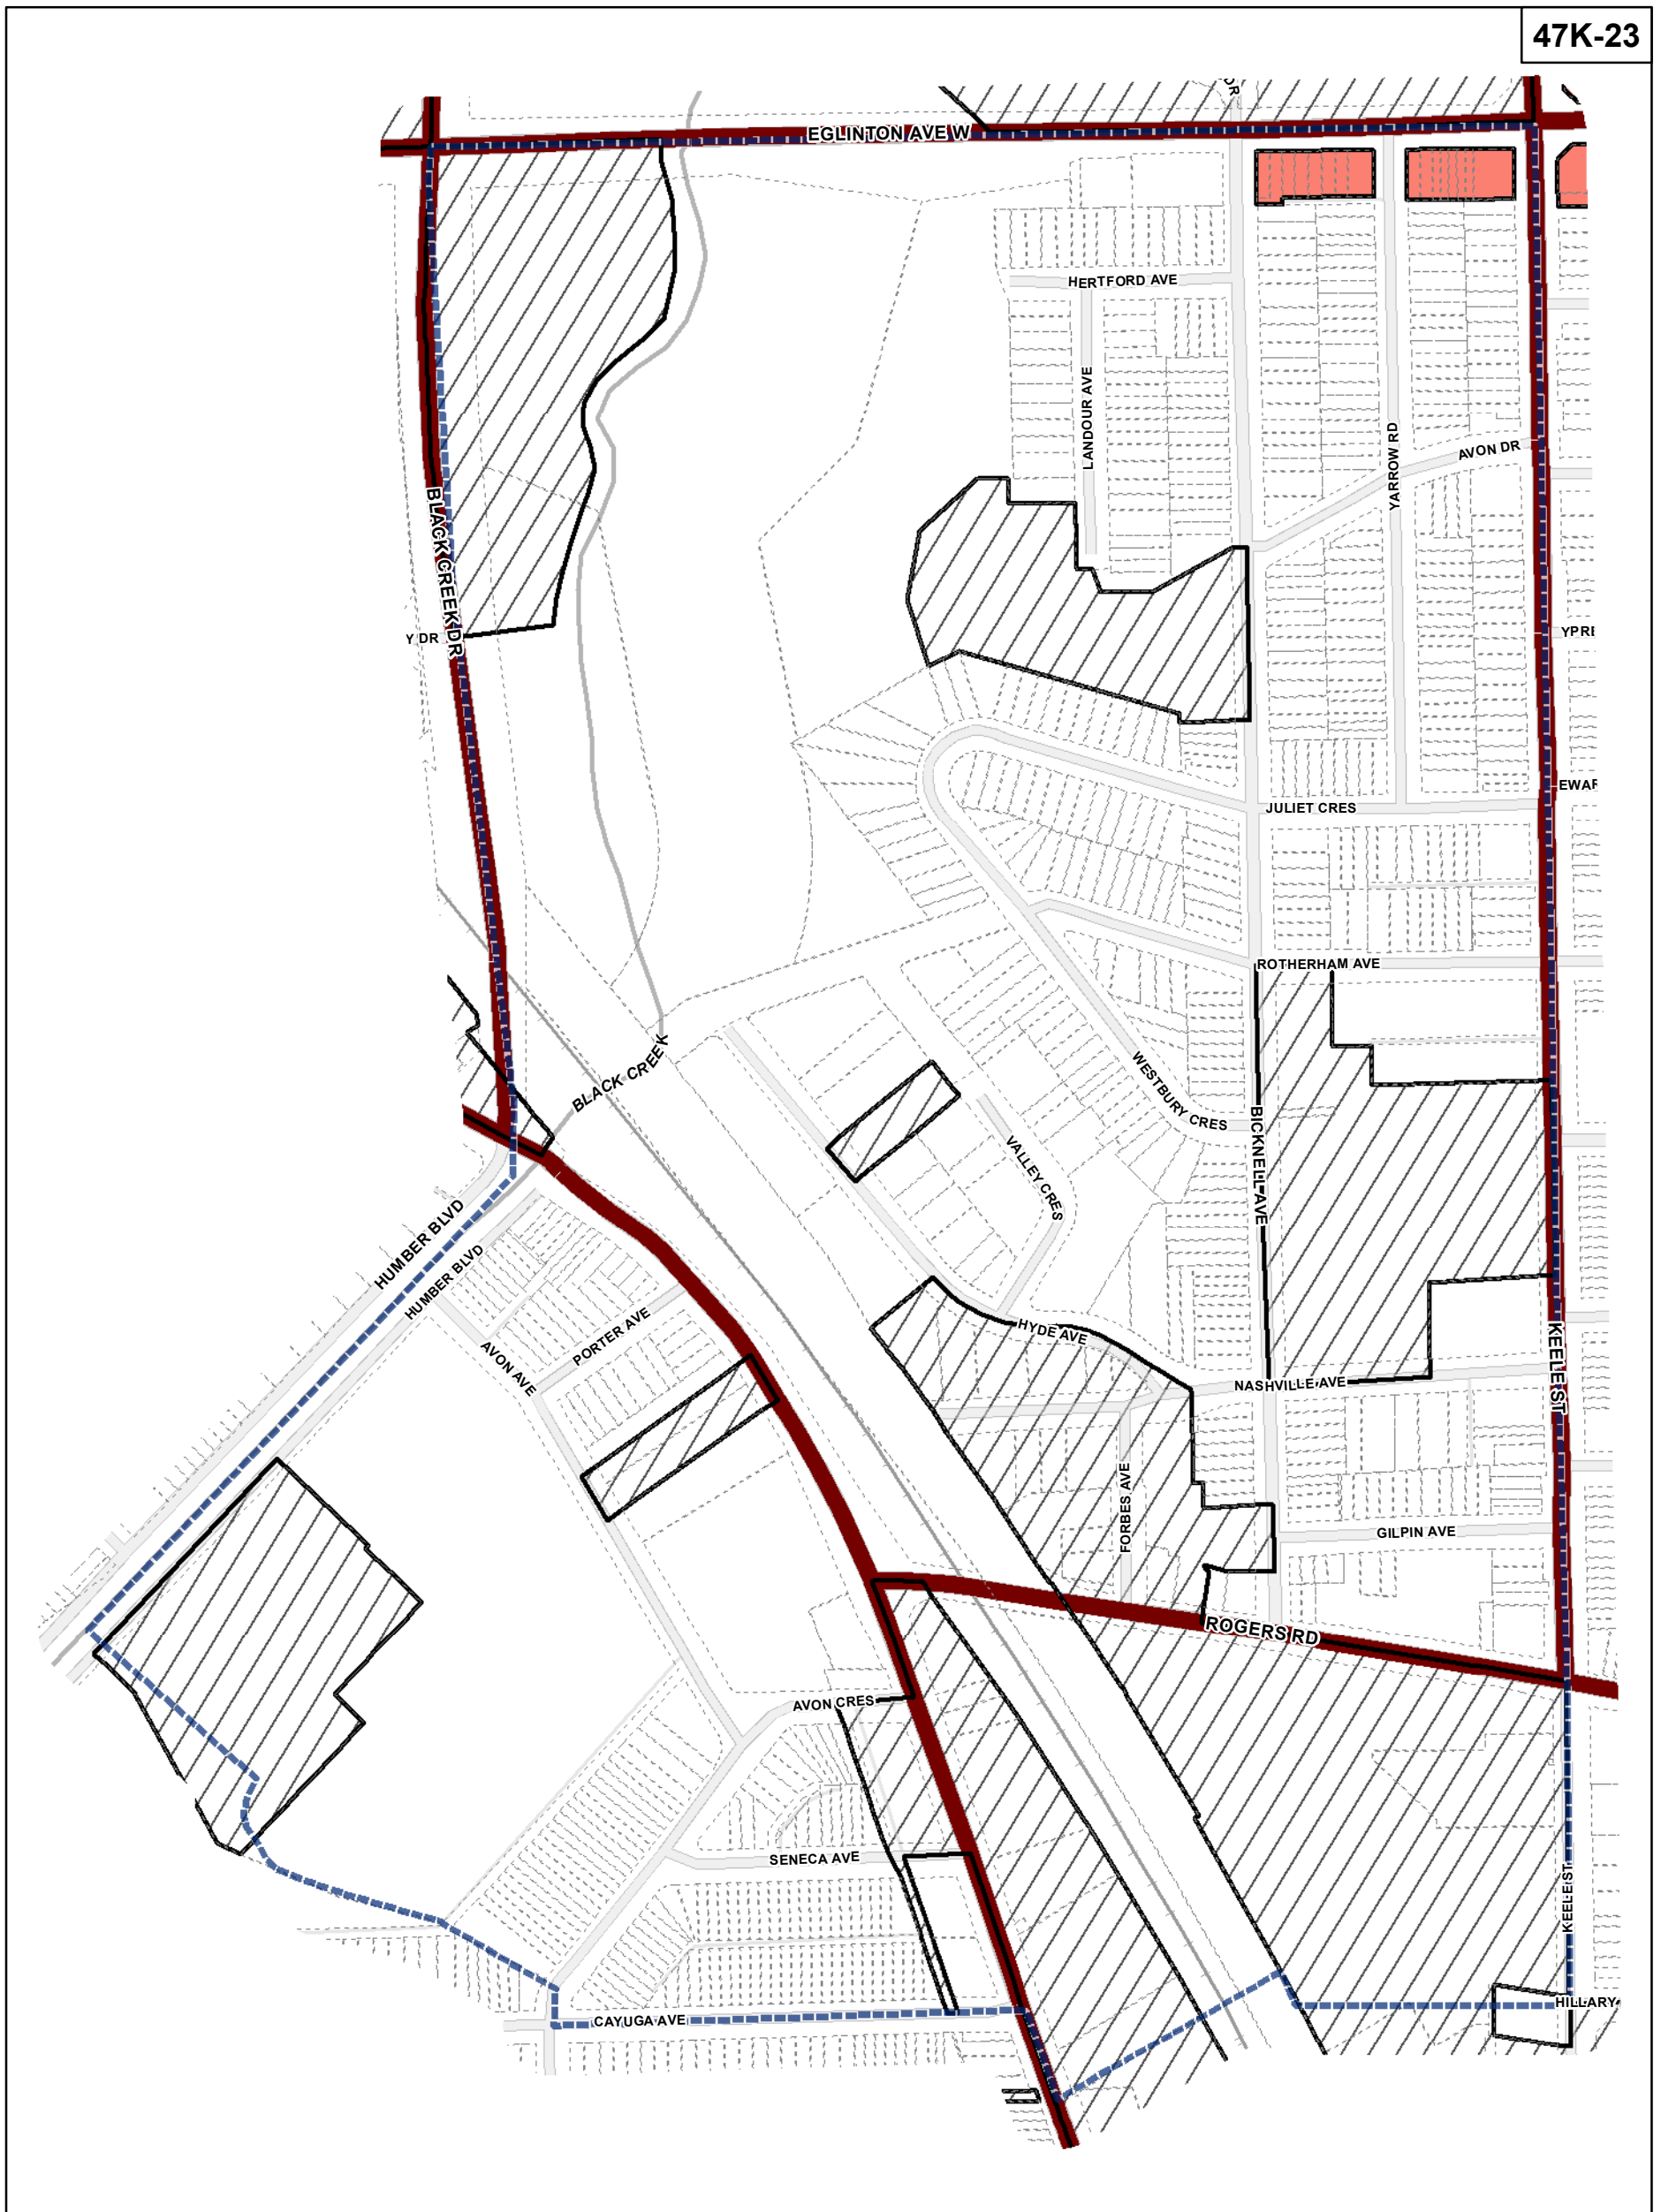 47K-23
DR
EGLINTON AVE W
HERTFORD AVE
LANDOUR AVE
YARROW RD
AVON DR
BLACK CREEK DR
Y DR
YPRE
EWAR
JULIET CRES
ROTHERHAM AVE
BLACK CREEK
WESTBURY CRES
BICKNELL AVE
VALLEY CRES
HUMBER BLVD
HUMBER BLVD
PORTER AVE
AVON AVE
HYDE AVE
NASHVILLE AVE
KEELE ST
FORBES AVE
GILPIN AVE
ROGERS RD
AVON CRES
SENECA AVE
KEELE ST
HILLARY
CAYUGA AVE